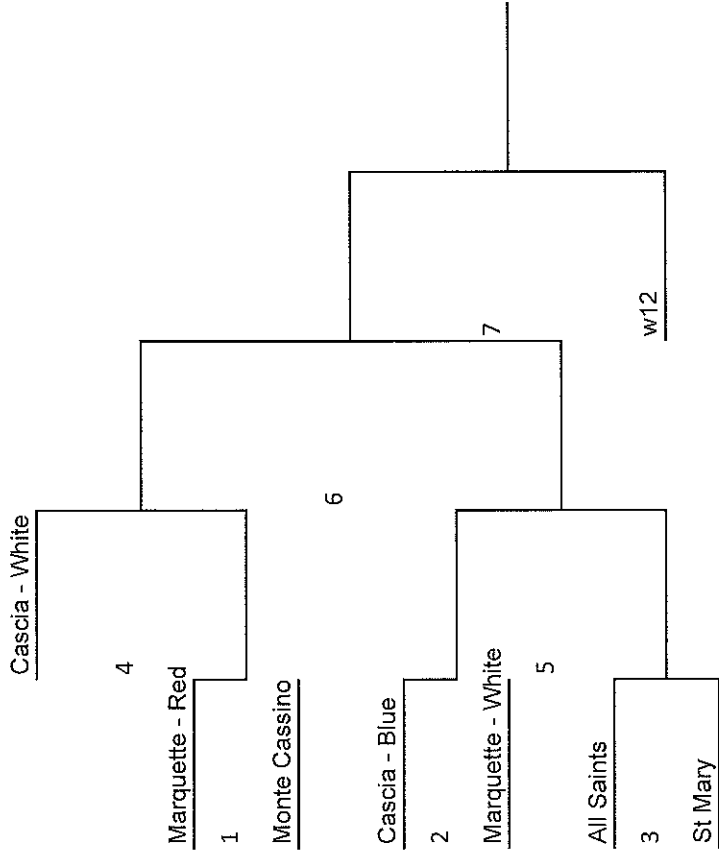 Cascia - White
4
Marquette - Red
1
Monte Cassino
6
Cascia - Blue
2
Marquette - White
5
All Saints
3
St Mary
7
w12